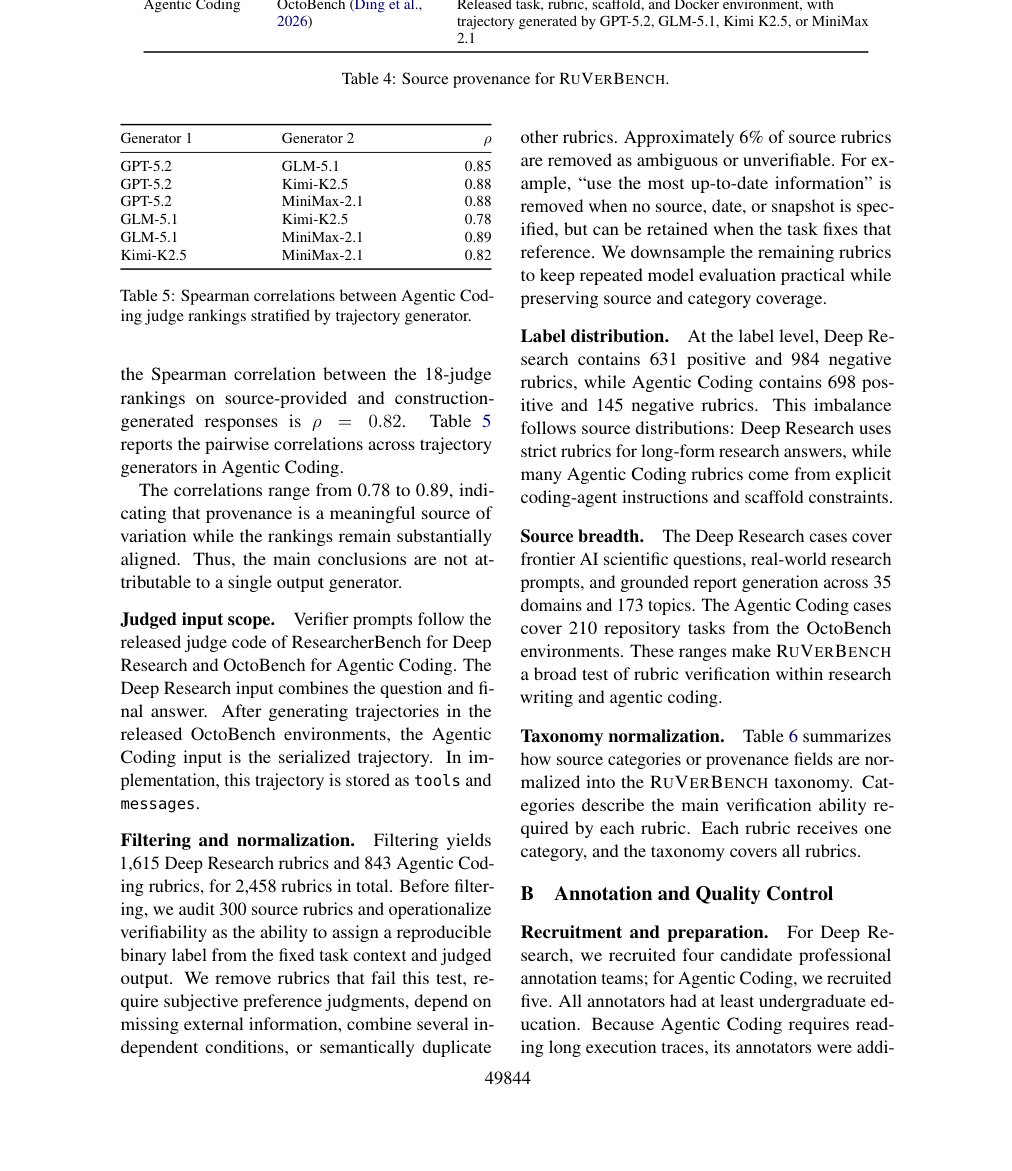 Agentic Coding OctoBench (Ding et al., 2026) Released task, rubric, scaffold, and Docker environment, with
trajectory generated by GPT-5.2, GLM-5.1, Kimi K2.5, or MiniMax
2.1
Table 4: Source provenance for RUVERBENCH.
Generator 1 Generator 2 ρ
GPT-5.2 GLM-5.1 0.85
GPT-5.2 Kimi-K2.5 0.88
GPT-5.2 MiniMax-2.1 0.88
GLM-5.1 Kimi-K2.5 0.78
GLM-5.1 MiniMax-2.1 0.89
Kimi-K2.5 MiniMax-2.1 0.82
Table 5: Spearman correlations between Agentic Cod-
ing judge rankings stratified by trajectory generator.
the Spearman correlation between the 18-judge
rankings on source-provided and construction-
generated responses is ρ = 0.82. Table 5
reports the pairwise correlations across trajectory
generators in Agentic Coding.
The correlations range from 0.78 to 0.89, indi-
cating that provenance is a meaningful source of
variation while the rankings remain substantially
aligned. Thus, the main conclusions are not at-
tributable to a single output generator.
Judged input scope. Verifier prompts follow the
released judge code of ResearcherBench for Deep
Research and OctoBench for Agentic Coding. The
Deep Research input combines the question and fi-
nal answer. After generating trajectories in the
released OctoBench environments, the Agentic
Coding input is the serialized trajectory. In im-
plementation, this trajectory is stored as tools and
messages.
Filtering and normalization. Filtering yields
1,615 Deep Research rubrics and 843 Agentic Cod-
ing rubrics, for 2,458 rubrics in total. Before filter-
ing, we audit 300 source rubrics and operationalize
verifiability as the ability to assign a reproducible
binary label from the fixed task context and judged
output. We remove rubrics that fail this test, re-
quire subjective preference judgments, depend on
missing external information, combine several in-
dependent conditions, or semantically duplicate
other rubrics. Approximately 6% of source rubrics
are removed as ambiguous or unverifiable. For ex-
ample, “use the most up-to-date information” is
removed when no source, date, or snapshot is spec-
ified, but can be retained when the task fixes that
reference. We downsample the remaining rubrics
to keep repeated model evaluation practical while
preserving source and category coverage.
Label distribution. At the label level, Deep Re-
search contains 631 positive and 984 negative
rubrics, while Agentic Coding contains 698 pos-
itive and 145 negative rubrics. This imbalance
follows source distributions: Deep Research uses
strict rubrics for long-form research answers, while
many Agentic Coding rubrics come from explicit
coding-agent instructions and scaffold constraints.
Source breadth. The Deep Research cases cover
frontier AI scientific questions, real-world research
prompts, and grounded report generation across 35
domains and 173 topics. The Agentic Coding cases
cover 210 repository tasks from the OctoBench
environments. These ranges make RUVERBENCH
a broad test of rubric verification within research
writing and agentic coding.
Taxonomy normalization. Table 6 summarizes
how source categories or provenance fields are nor-
malized into the RUVERBENCH taxonomy. Cat-
egories describe the main verification ability re-
quired by each rubric. Each rubric receives one
category, and the taxonomy covers all rubrics.
B Annotation and Quality Control
Recruitment and preparation. For Deep Re-
search, we recruited four candidate professional
annotation teams; for Agentic Coding, we recruited
five. All annotators had at least undergraduate ed-
ucation. Because Agentic Coding requires read-
ing long execution traces, its annotators were addi-
49844